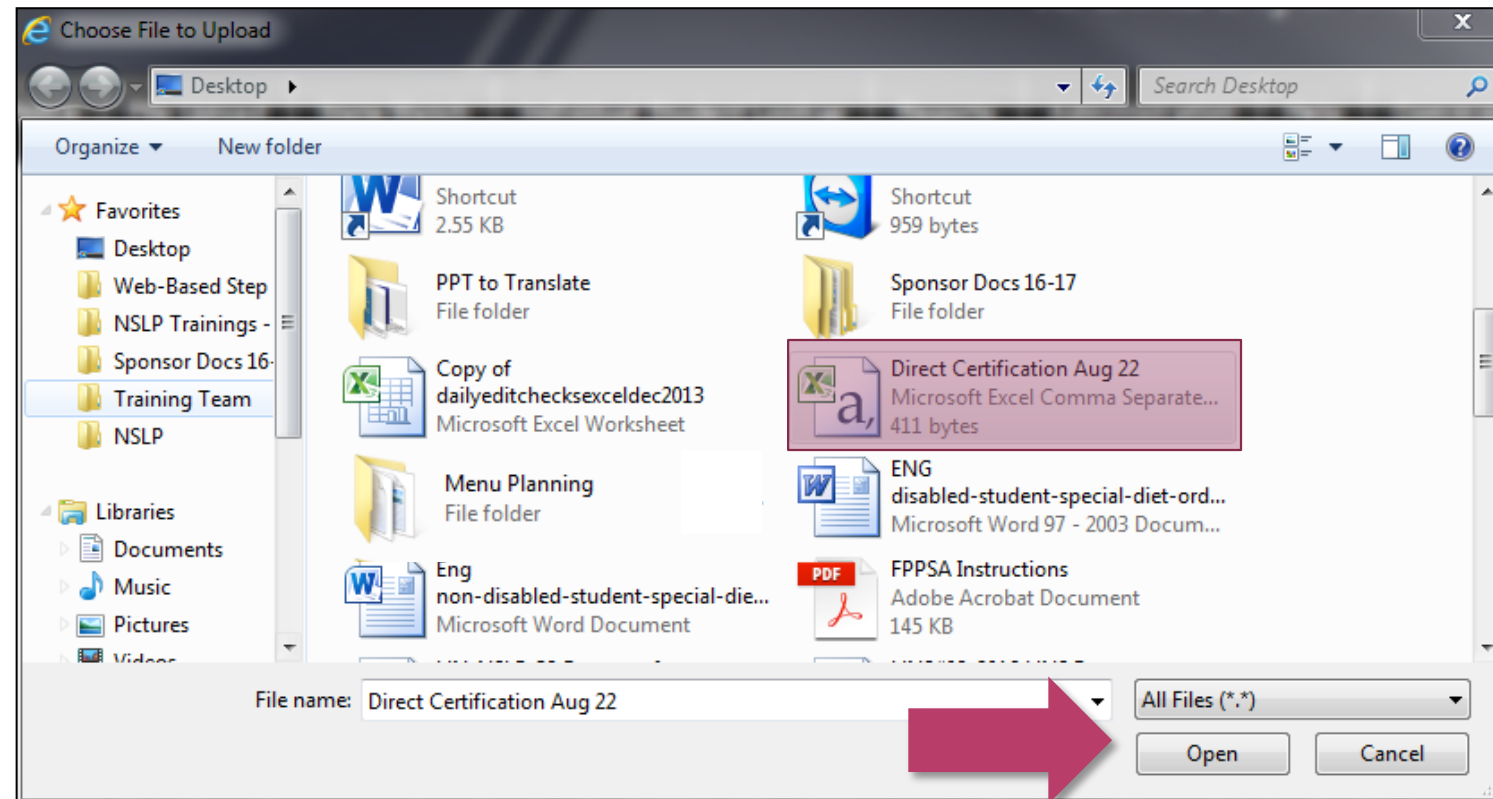 Choose File to Upload
X
Desktop
Search Desktop
Organize
New folder
Favorites
Desktop
Web-Based Step
NSLP Trainings -
Sponsor Docs 16-
Training Team
NSLP
Libraries
Documents
Music
Pictures
Videos
Shortcut
2.55 KB
Shortcut
959 bytes
PPT to Translate
File folder
Sponsor Docs 16-17
File folder
Copy of
dailyeditchecksexceldec2013
Microsoft Excel Worksheet
Direct Certification Aug 22
Microsoft Excel Comma Separate...
411 bytes
Menu Planning
File folder
ENG
disabled-student-special-diet-ord...
Microsoft Word 97 - 2003 Docum...
Eng
non-disabled-student-special-die...
Microsoft Word Document
PDF
FPPSA Instructions
Adobe Acrobat Document
145 KB
File name:
Direct Certification Aug 22
All Files (*.*)
Open
Cancel